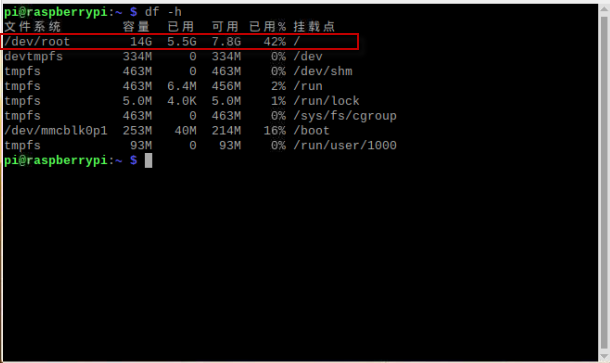 pi@raspberrypi:~ $ df -h
文件系统 容量 已用 可用 已用% 挂载点
/dev/root 14G 5.5G 7.8G 42% /
devtmpfs 334M 0 334M 0% /dev
tmpfs 463M 0 463M 0% /dev/shm
tmpfs 463M 6.4M 456M 2% /run
tmpfs 5.0M 4.0K 5.0M 1% /run/lock
tmpfs 463M 0 463M 0% /sys/fs/cgroup
/dev/mmcblk0p1 253M 40M 214M 16% /boot
tmpfs 93M 0 93M 0% /run/user/1000
pi@raspberrypi:~ $